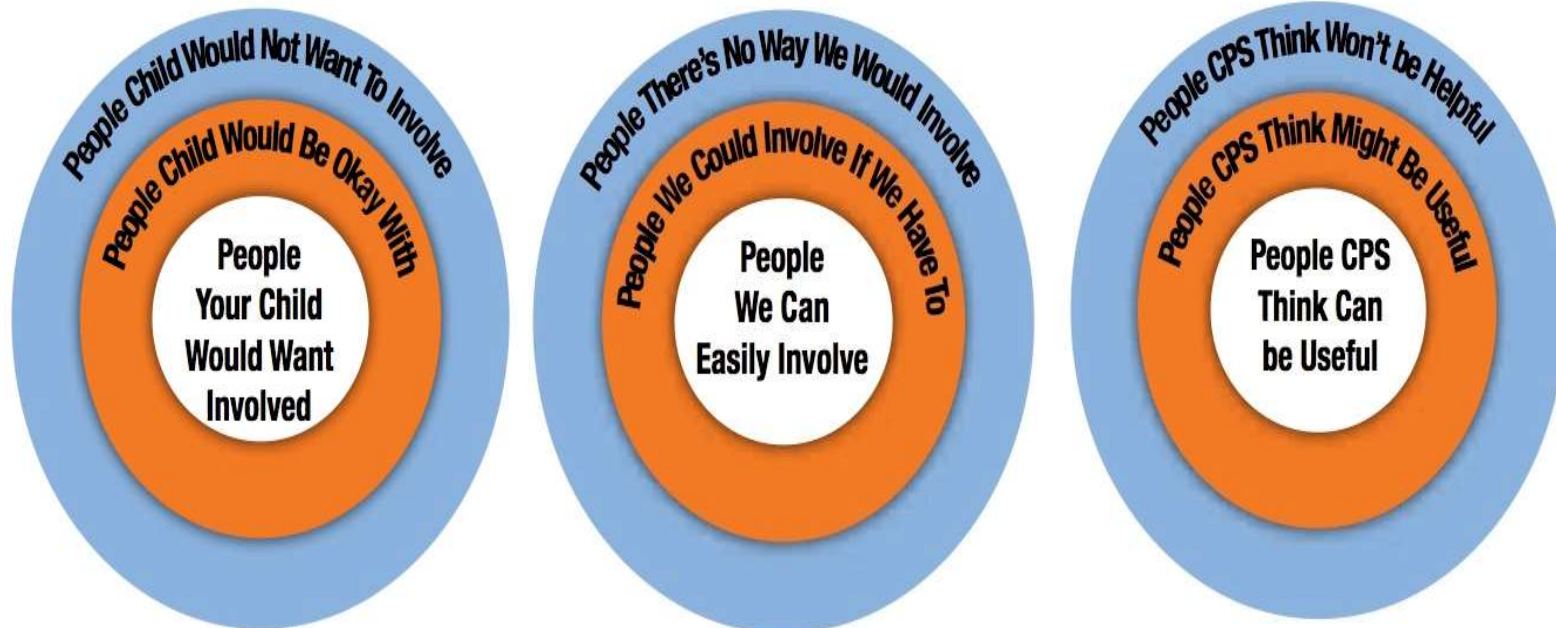 People Child Would Not Want To Involve
People Child Would Be Okay With
People
Your Child
Would Want
Involved
People There's No Way We Would Involve
People We Could Involve If We Have To
People
We Can
Easily Involve
People CPS Think Won't be Helpful
People CPS Think Might Be Useful
People CPS
Think Can
be Useful